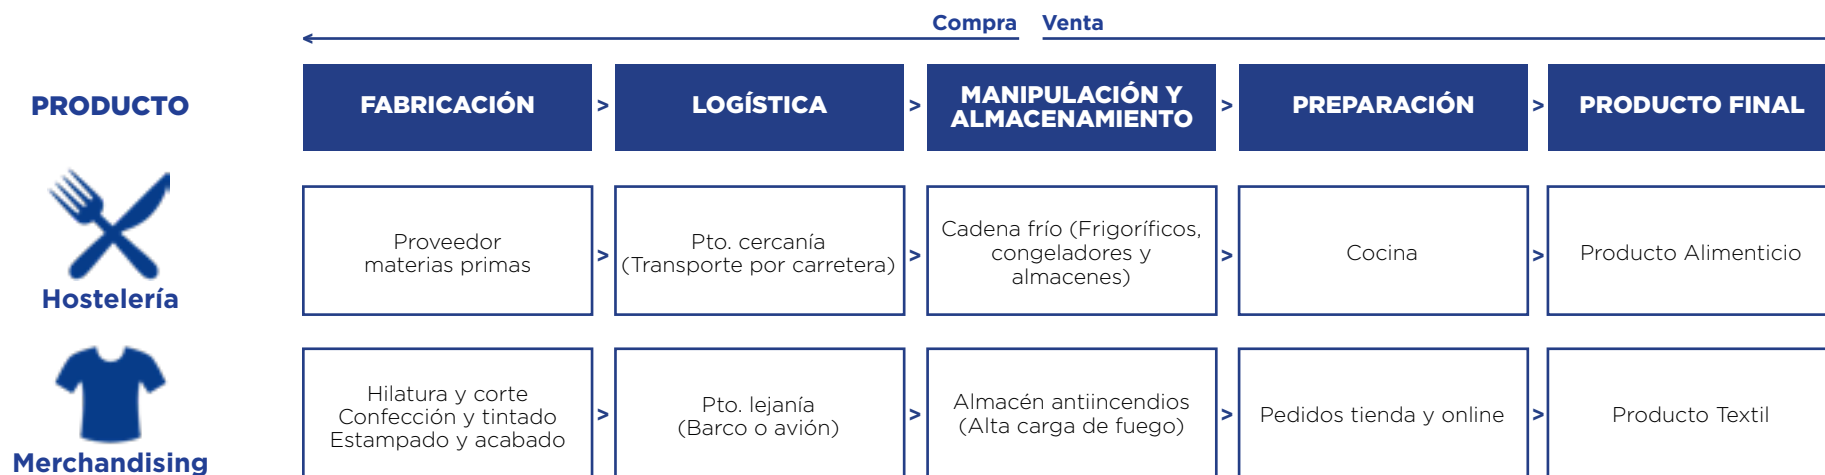 Compra Venta
PRODUCTO
FABRICACIÓN
>
LOGÍSTICA
>
MANIPULACIÓN Y
ALMACENAMIENTO
>
PREPARACIÓN
>
PRODUCTO FINAL
Hostelería
Proveedor
materias primas
>
Pto. cercanía
(Transporte por carretera)
>
Cadena frío (Frigoríficos,
congeladores y
almacenes)
>
Cocina
>
Producto Alimenticio
Merchandising
Hilatura y corte
Confección y tintado
Estampado y acabado
>
Pto. lejanía
(Barco o avión)
>
Almacén antiincendios
(Alta carga de fuego)
>
Pedidos tienda y online
>
Producto Textil